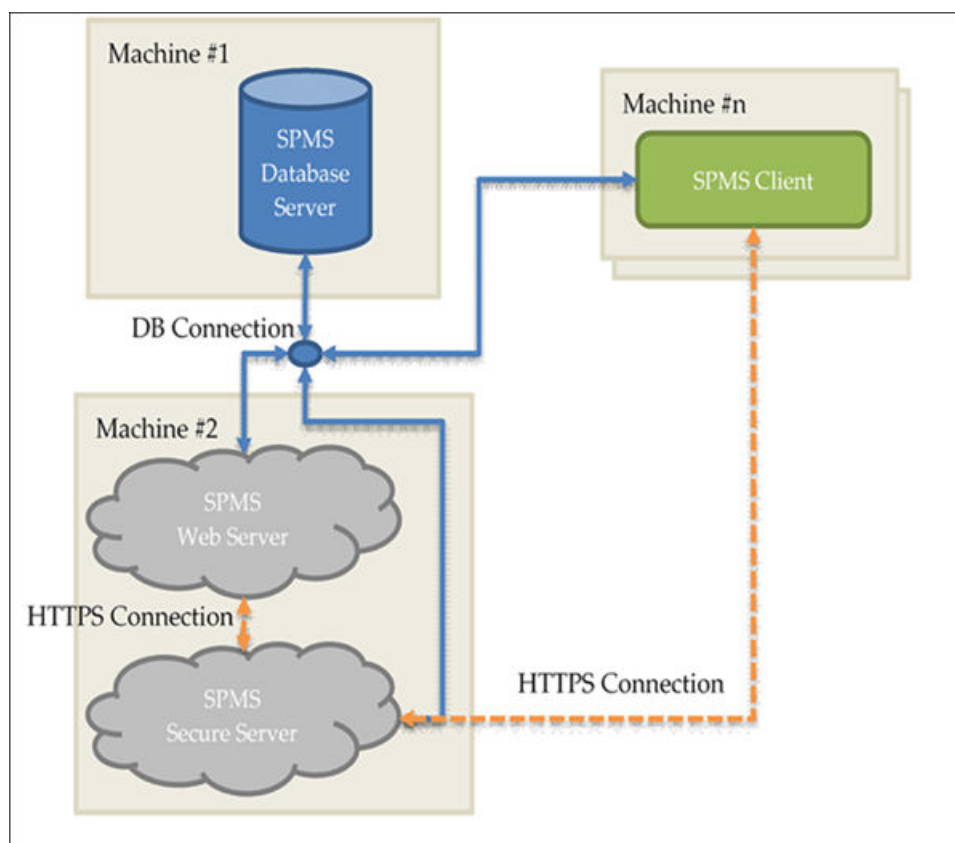 Machine #1
SPMS
Database
Server
Machine #n
SPMS Client
DB Connection
Machine #2
SPMS
Web Server
HTTPS Connection
SPMS
Secure Server
HTTPS Connection